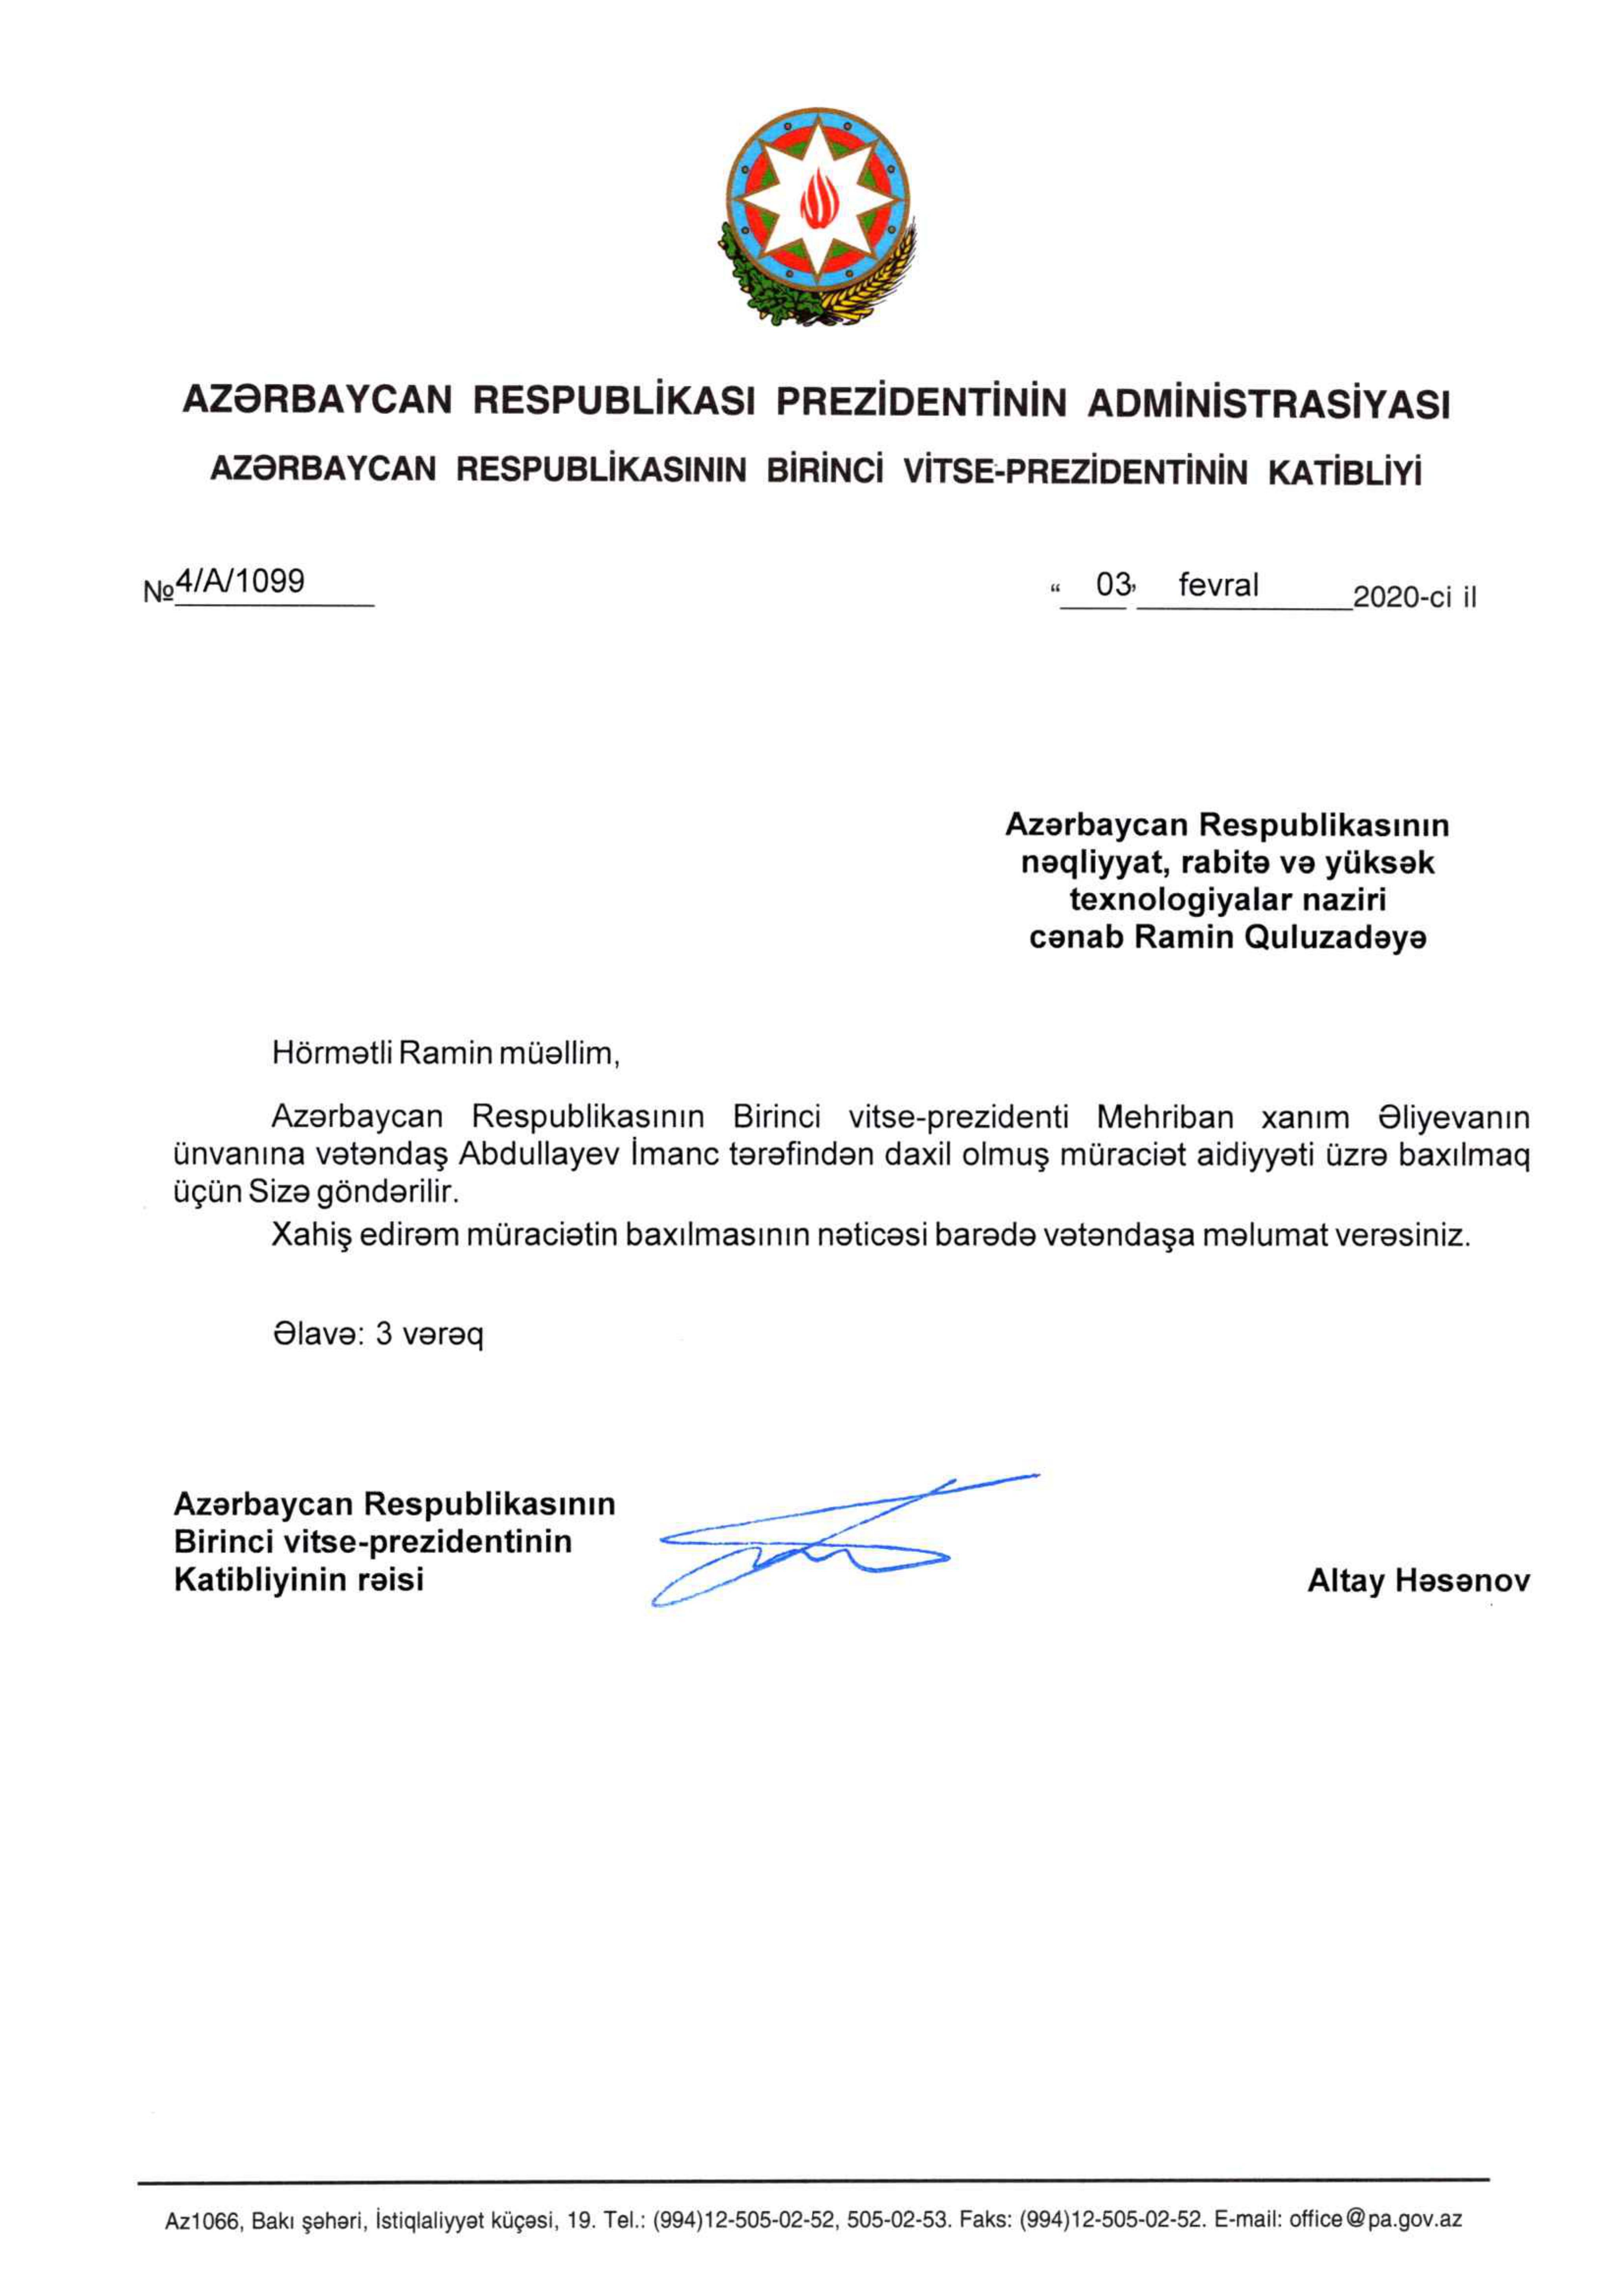 AZƏRBAYCAN RESPUBLİKASI PREZİDENTİNİN ADMİNİSTRASİYASI
AZƏRBAYCAN RESPUBLİKASININ BİRİNCİ VİTSE-PREZİDENTİNİN KATİBLİYİ
№4/A/1099
“ 03” fevral 2020-ci il
Azərbaycan Respublikasının
nəqliyyat, rabitə və yüksək
texnologiyalar naziri
cənab Ramin Quluzadəyə
Hörmətli Ramin müəllim,
Azərbaycan Respublikasının Birinci vitse-prezidenti Mehriban xanım Əliyevanın
ünvanına vətəndaş Abdullayev İmanc tərəfindən daxil olmuş müraciət aidiyyəti üzrə baxılmaq
üçün Sizə göndərilir.
Xahiş edirəm müraciətin baxılmasının nəticəsi barədə vətəndaşa məlumat verəsiniz.
Əlavə: 3 vərəq
Azərbaycan Respublikasının
Birinci vitse-prezidentinin
Katibliyinin rəisi
Altay Həsənov
Az1066, Bakı şəhəri, İstiqlaliyyət küçəsi, 19. Tel.: (994)12-505-02-52, 505-02-53. Faks: (994)12-505-02-52. E-mail: office@pa.gov.az